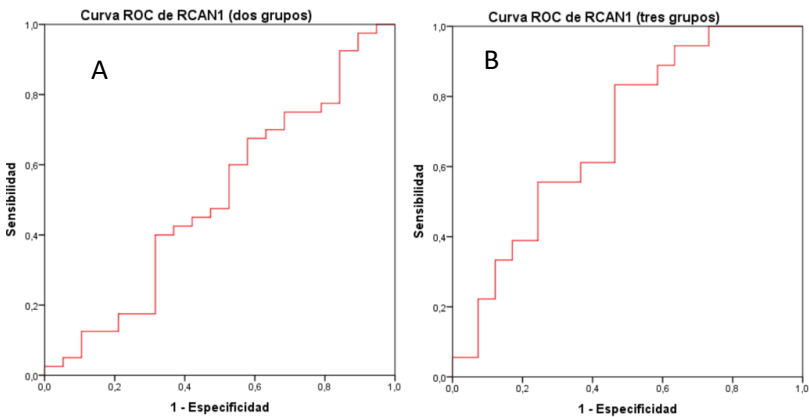 Curva ROC de RCAN1 (dos grupos)
A
Sensibilidad
1,0
0,8
0,6
0,4
0,2
0,0
0,0 0,2 0,4 0,6 0,8 1,0
1 - Especificidad
Curva ROC de RCAN1 (tres grupos)
B
Sensibilidad
1,0
0,8
0,6
0,4
0,2
0,0
0,0 0,2 0,4 0,6 0,8 1,0
1 - Especificidad